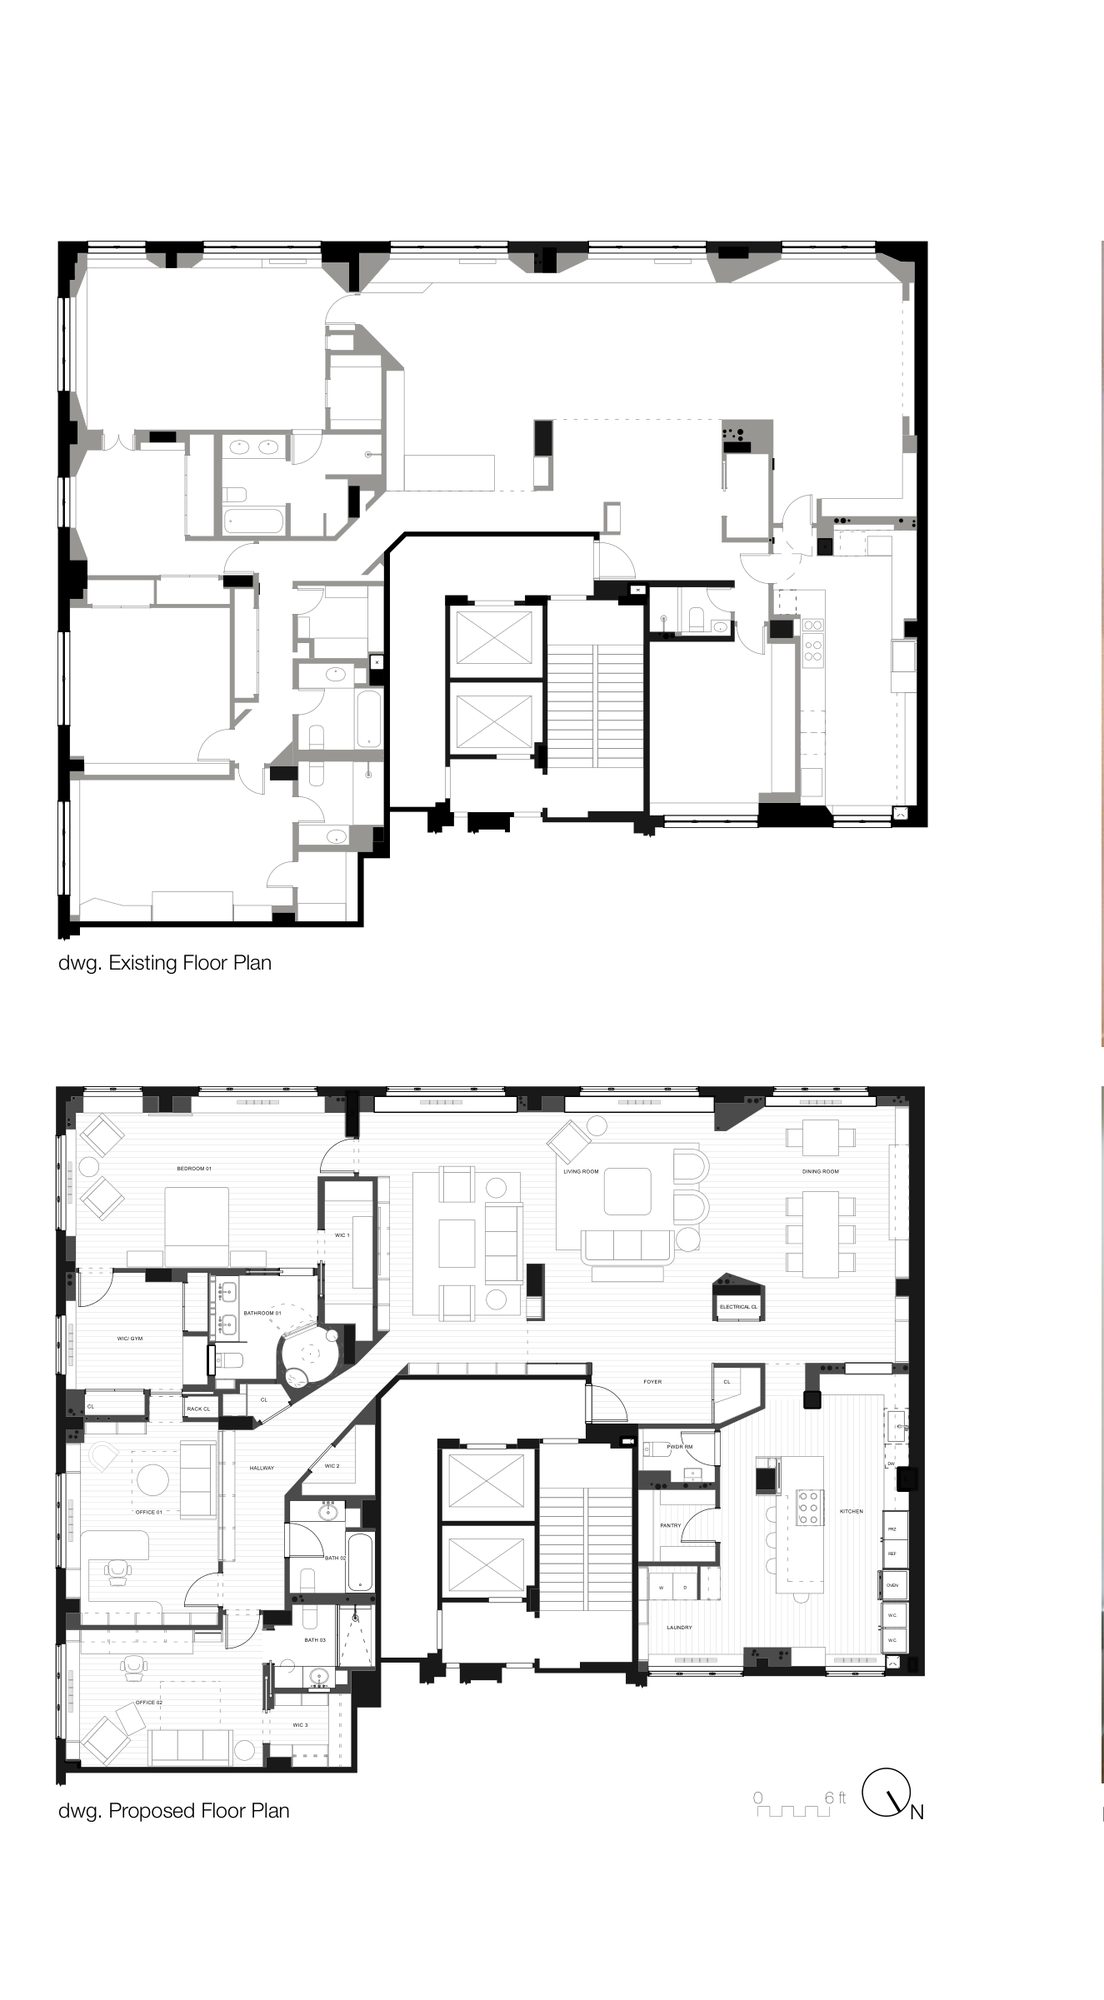 dwg. Existing Floor Plan
BEDROOM 01
LIVING ROOM
DINING ROOM
WIC 1
BATHROOM 01
ELECTRICAL CL
WIC/ GYM
FOYER
CL
CL
CL
RACK CL
PWDR RM
HALLWAY
WIC 2
DW
OFFICE 01
KITCHEN
PANTRY
FRZ
REF
BATH 02
W
D
OVEN
WC
LAUNDRY
BATH 03
WC
OFFICE 02
WIC 3
0
6 ft
dwg. Proposed Floor Plan
N